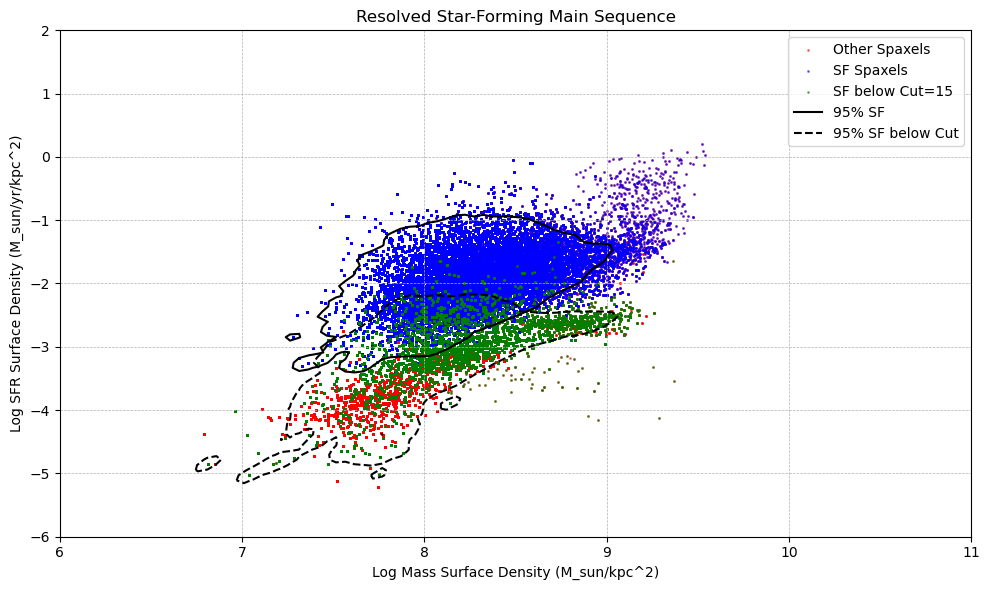 Resolved Star-Forming Main Sequence
Log SFR Surface Density (M_sun/yr/kpc^2)
2
1
0
−1
−2
−3
−4
−5
−6
Other Spaxels
SF Spaxels
SF below Cut=15
95% SF
95% SF below Cut
6
7
8
9
10
11
Log Mass Surface Density (M_sun/kpc^2)